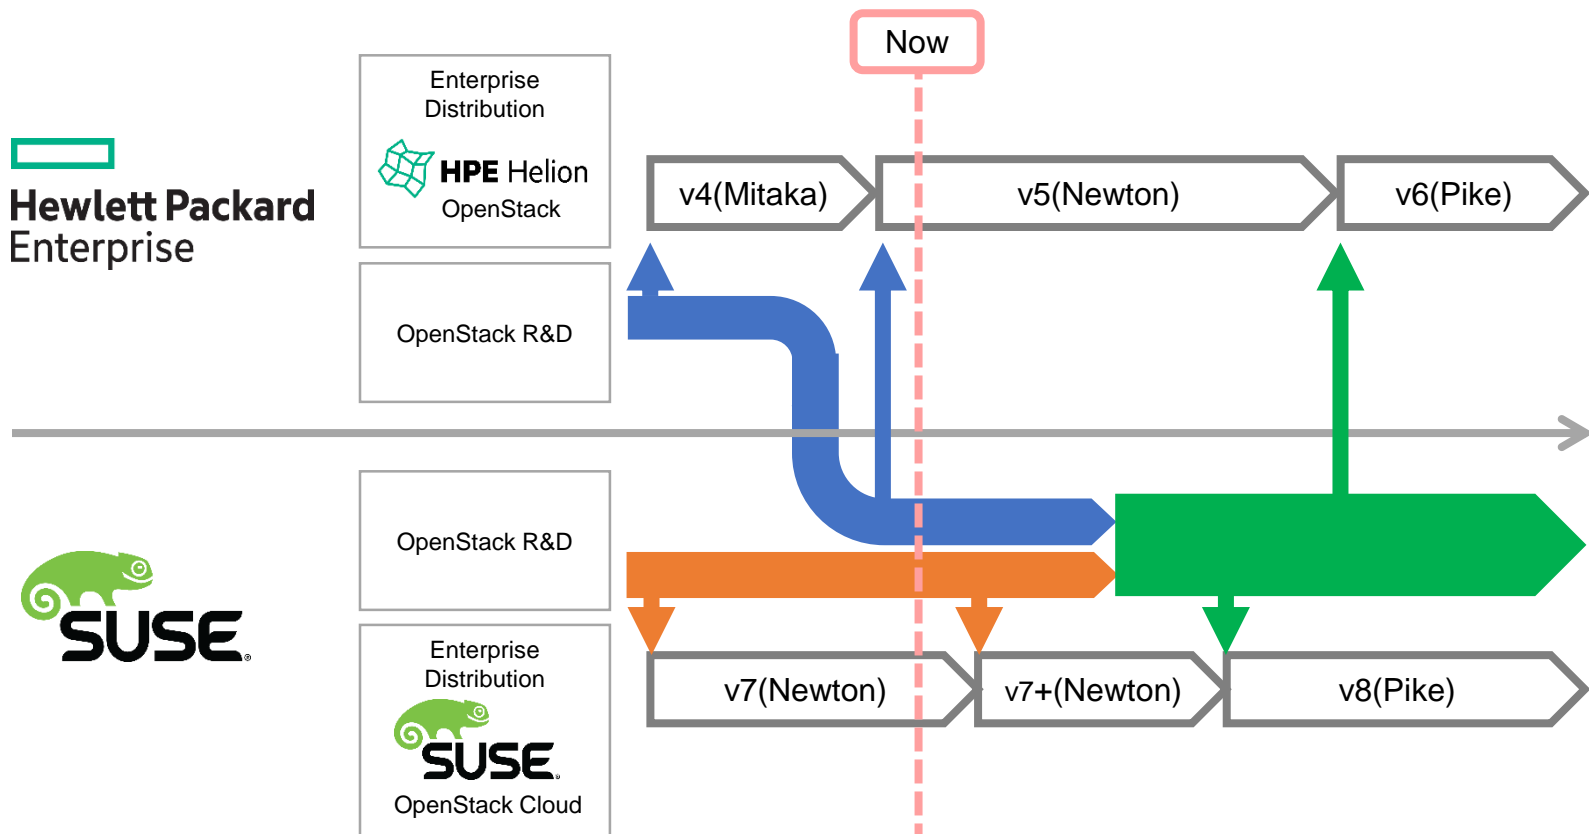 Now
Enterprise
Distribution
HPE Helion
OpenStack
Hewlett Packard
Enterprise
v4(Mitaka)
v5(Newton)
v6(Pike)
OpenStack R&D
OpenStack R&D
SUSE®
Enterprise
Distribution
SUSE®
OpenStack Cloud
v7(Newton)
v7+(Newton)
v8(Pike)